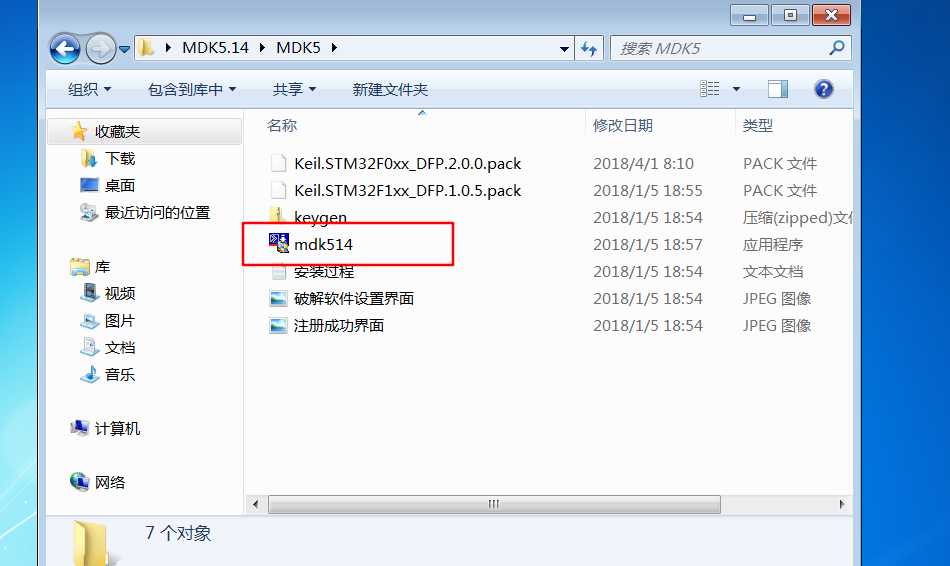 MDK5.14 MDK5
搜索 MDK5
组织 包含到库中 共享 新建文件夹
收藏夹
下载
桌面
最近访问的位置
库
视频
图片
文档
音乐
计算机
网络
名称 修改日期 类型
Keil.STM32F0xx_DFP.2.0.0.pack 2018/4/1 8:10 PACK 文件
Keil.STM32F1xx_DFP.1.0.5.pack 2018/1/5 18:55 PACK 文件
keygen 2018/1/5 18:54 压缩(zipped)文件
mdk514 2018/1/5 18:57 应用程序
安装过程 2018/1/5 18:54 文本文档
破解软件设置界面 2018/1/5 18:54 JPEG 图像
注册成功界面 2018/1/5 18:54 JPEG 图像
7 个对象